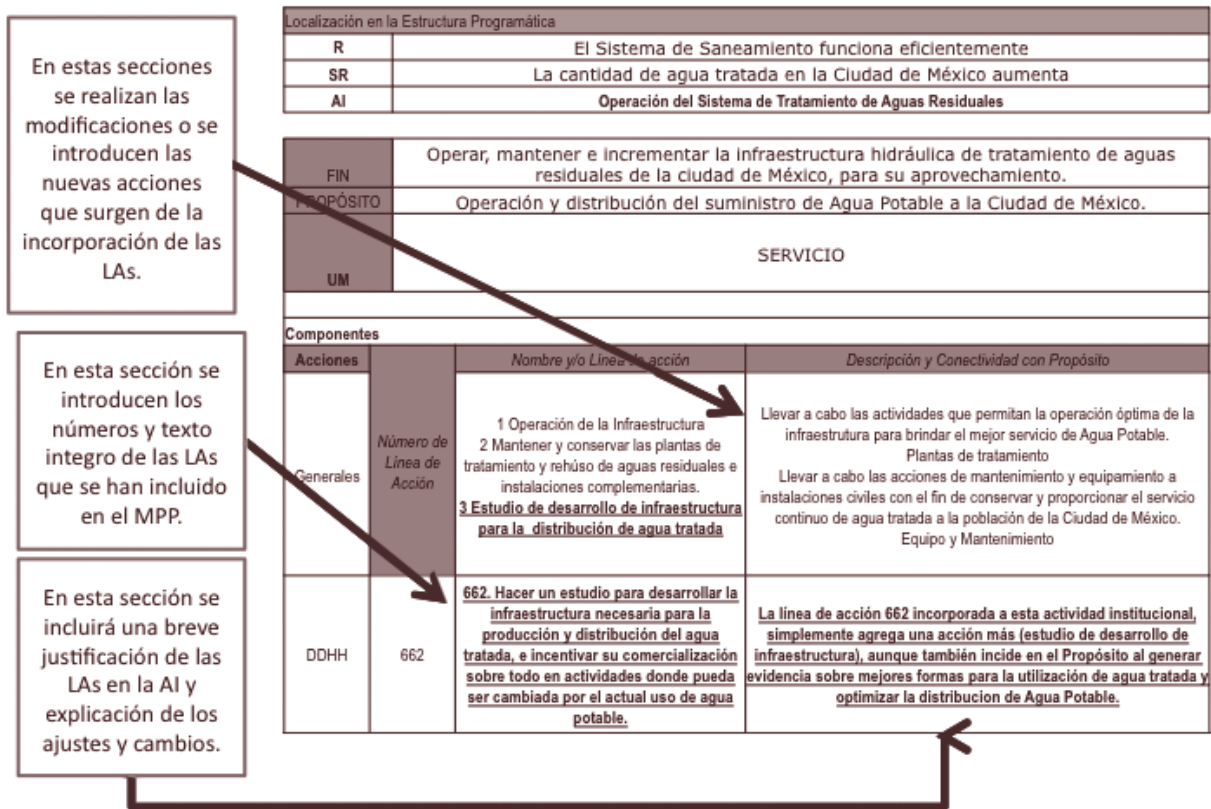 En estas secciones
se realizan las
modificaciones o se
introducen las
nuevas acciones
que surgen de la
incorporación de las
LAs.
En esta sección se
introducen los
números y texto
integro de las LAs
que se han incluido
en el MPP.
En esta sección se
incluirá una breve
justificación de las
LAs en la AI y
explicación de los
ajustes y cambios.
Localización en la Estructura Programática
R El Sistema de Saneamiento funciona eficientemente
SR La cantidad de agua tratada en la Ciudad de México aumenta
AI Operación del Sistema de Tratamiento de Aguas Residuales
FIN
Operar, mantener e incrementar la infraestructura hidráulica de tratamiento de aguas
residuales de la ciudad de México, para su aprovechamiento.
PROPÓSITO Operación y distribución del suministro de Agua Potable a la Ciudad de México.
UM SERVICIO
Componentes
Acciones
Número de
Línea de
Acción
Nombre y/o Línea de acción
Descripción y Conectividad con Propósito
Generales
1 Operación de la Infraestructura
2 Mantener y conservar las plantas de
tratamiento y rehúso de aguas residuales e
instalaciones complementarias.
3 Estudio de desarrollo de infraestructura
para la distribución de agua tratada
Llevar a cabo las actividades que permitan la operación óptima de la
infraestrutura para brindar el mejor servicio de Agua Potable.
Plantas de tratamiento
Llevar a cabo las acciones de mantenimiento y equipamiento a
instalaciones civiles con el fin de conservar y proporcionar el servicio
continuo de agua tratada a la población de la Ciudad de México.
Equipo y Mantenimiento
DDHH
662
662. Hacer un estudio para desarrollar la
infraestructura necesaria para la
producción y distribución del agua
tratada, e incentivar su comercialización
sobre todo en actividades donde pueda
ser cambiada por el actual uso de agua
potable.
La línea de acción 662 incorporada a esta actividad institucional,
simplemente agrega una acción más (estudio de desarrollo de
infraestructura), aunque también incide en el Propósito al generar
evidencia sobre mejores formas para la utilización de agua tratada y
optimizar la distribucion de Agua Potable.